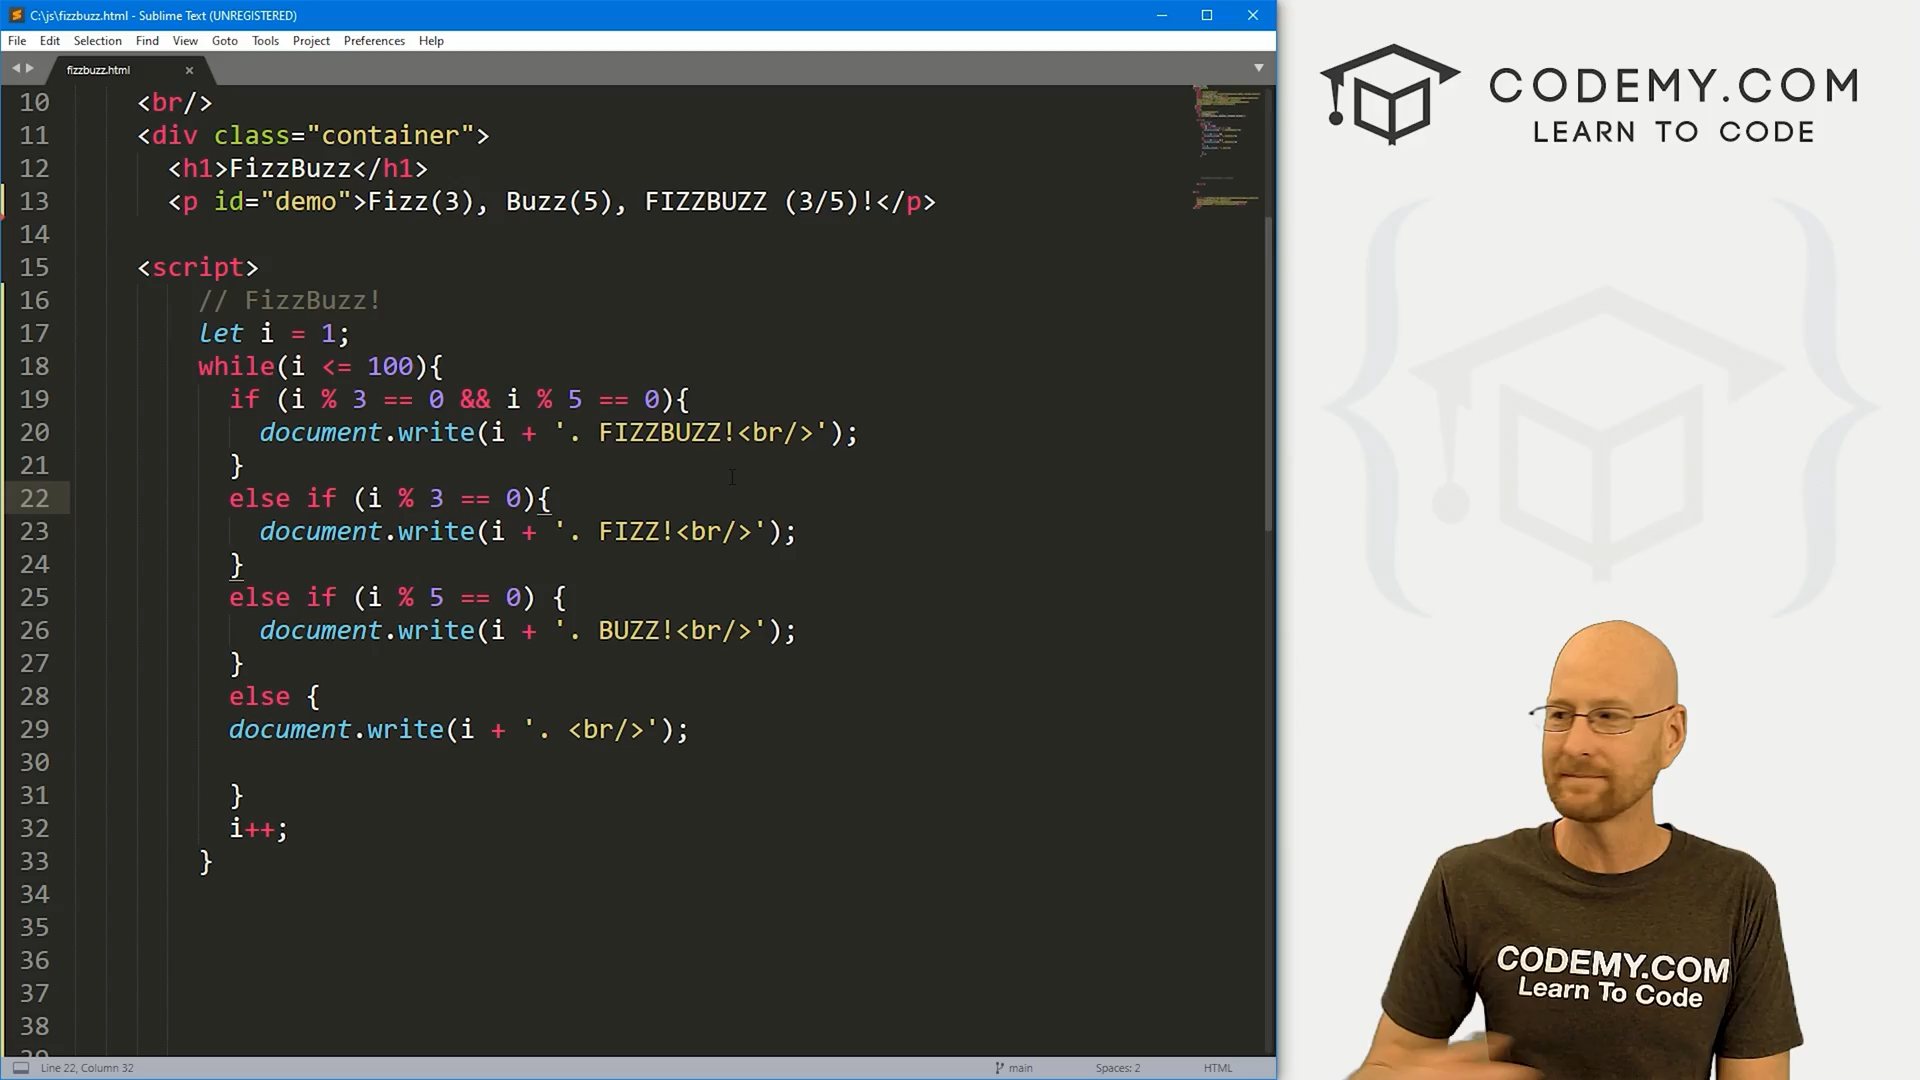 C:\js\fizzbuzz.html - Sublime Text (UNREGISTERED)
File Edit Selection Find View Goto Tools Project Preferences Help
fizzbuzz.html
10 <br/>
11 <div class="container">
12 <h1>FizzBuzz</h1>
13 <p id="demo">Fizz(3), Buzz(5), FIZZBUZZ (3/5)!</p>
14
15 <script>
16 // FizzBuzz!
17 let i = 1;
18 while(i <= 100){
19 if (i % 3 == 0 && i % 5 == 0){
20 document.write(i + '. FIZZBUZZ!<br/>');
21 }
22 else if (i % 3 == 0){
23 document.write(i + '. FIZZ!<br/>');
24 }
25 else if (i % 5 == 0) {
26 document.write(i + '. BUZZ!<br/>');
27 }
28 else {
29 document.write(i + '. <br/>');
30
31 }
32 i++;
33 }
34
35
36
37
38
Line 22, Column 32
main
Spaces: 2
HTML
CODEMY.COM
LEARN TO CODE
CODEMY.COM
Learn To Code